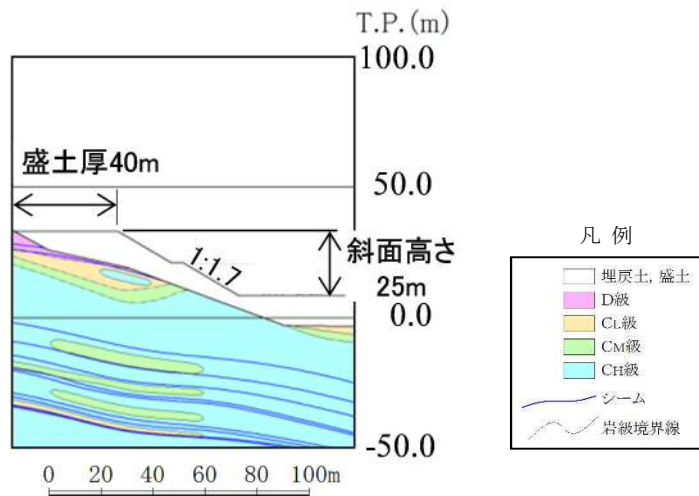 T.P.(m)
100.0
盛土厚40m
50.0
1:1.7
斜面高さ
25m
0.0
-50.0
0 20 40 60 80 100m
凡 例
埋戻土, 盛土
D級
CL級
CM級
CH級
シーム
岩級境界線